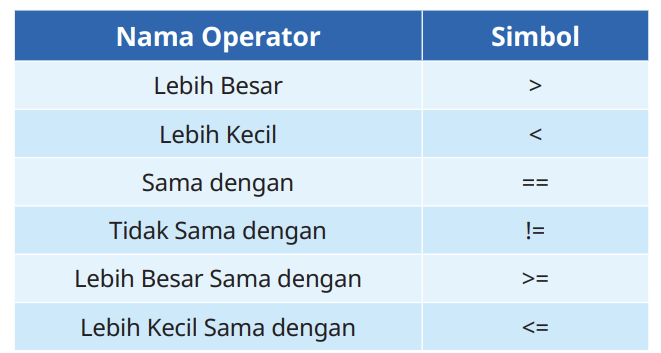 Nama Operator Simbol
Lebih Besar >
Lebih Kecil <
Sama dengan ==
Tidak Sama dengan !=
Lebih Besar Sama dengan >=
Lebih Kecil Sama dengan <=